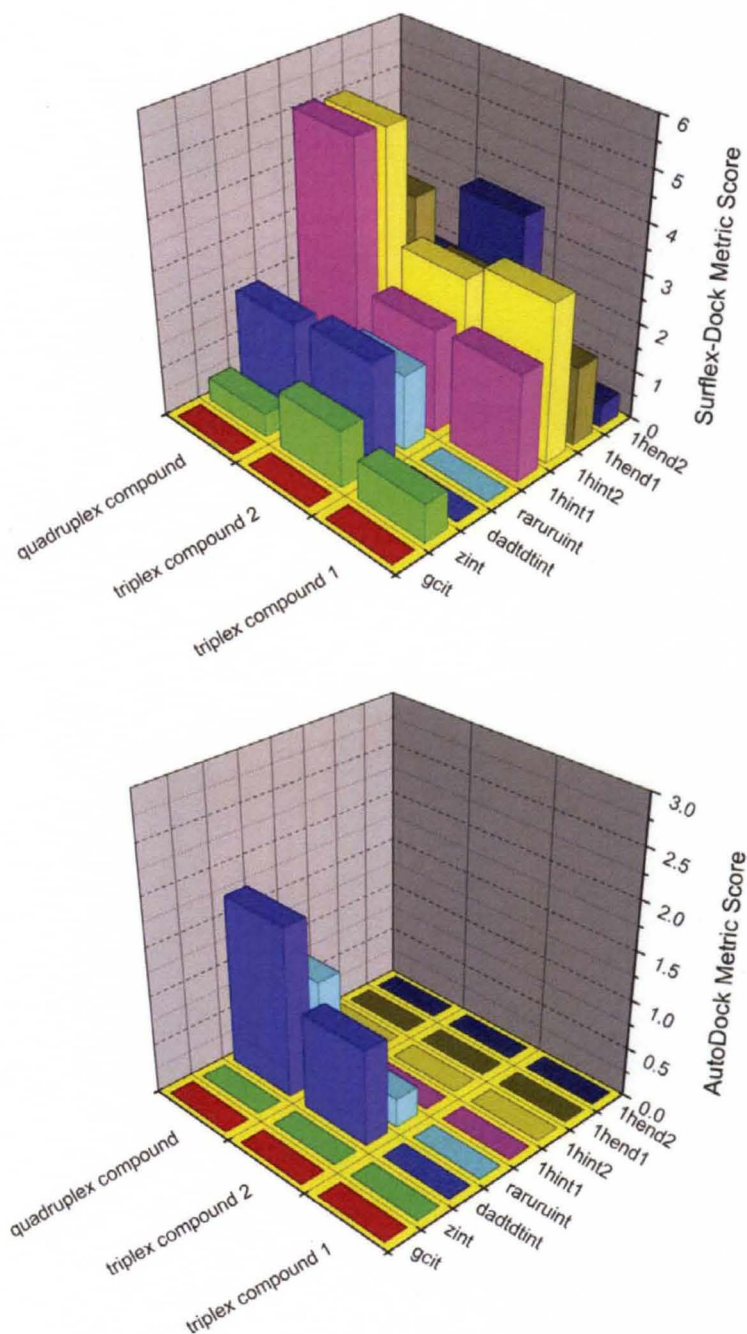 6
5
4
3
2
1
0
Surflex-Dock Metric Score
1hend2
1hend1
1hint2
1hint1
raruruint
dadtdtint
zint
gcit
quadruplex compound
triplex compound 2
triplex compound 1
3.0
2.5
2.0
1.5
1.0
0.5
0.0
AutoDock Metric Score
1hend2
1hend1
1hint2
1hint1
raruruint
dadtdtint
zint
gcit
quadruplex compound
triplex compound 2
triplex compound 1